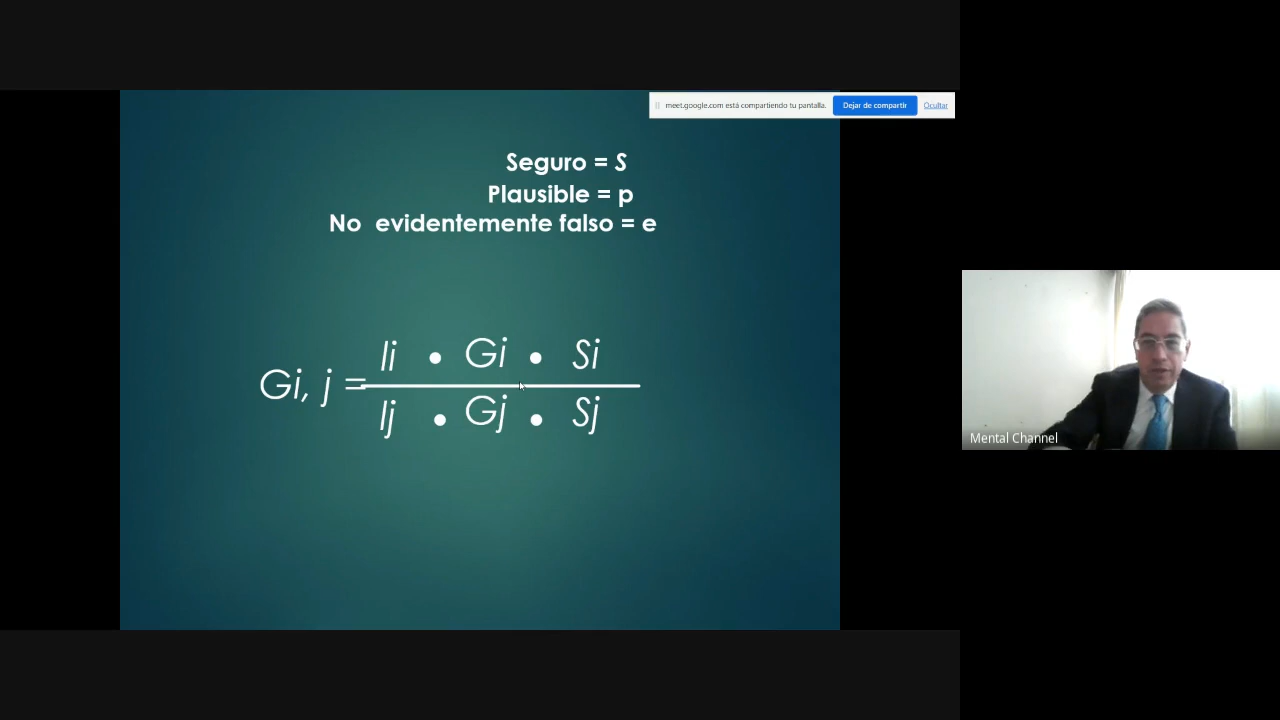 meet.google.com está compartiendo tu pantalla. Dejar de compartir Ocultar
Seguro = S
Plausible = p
No evidentemente falso = e
Ii • Gi • Si
Gi, j =
Ij • Gj • Sj
Mental Channel